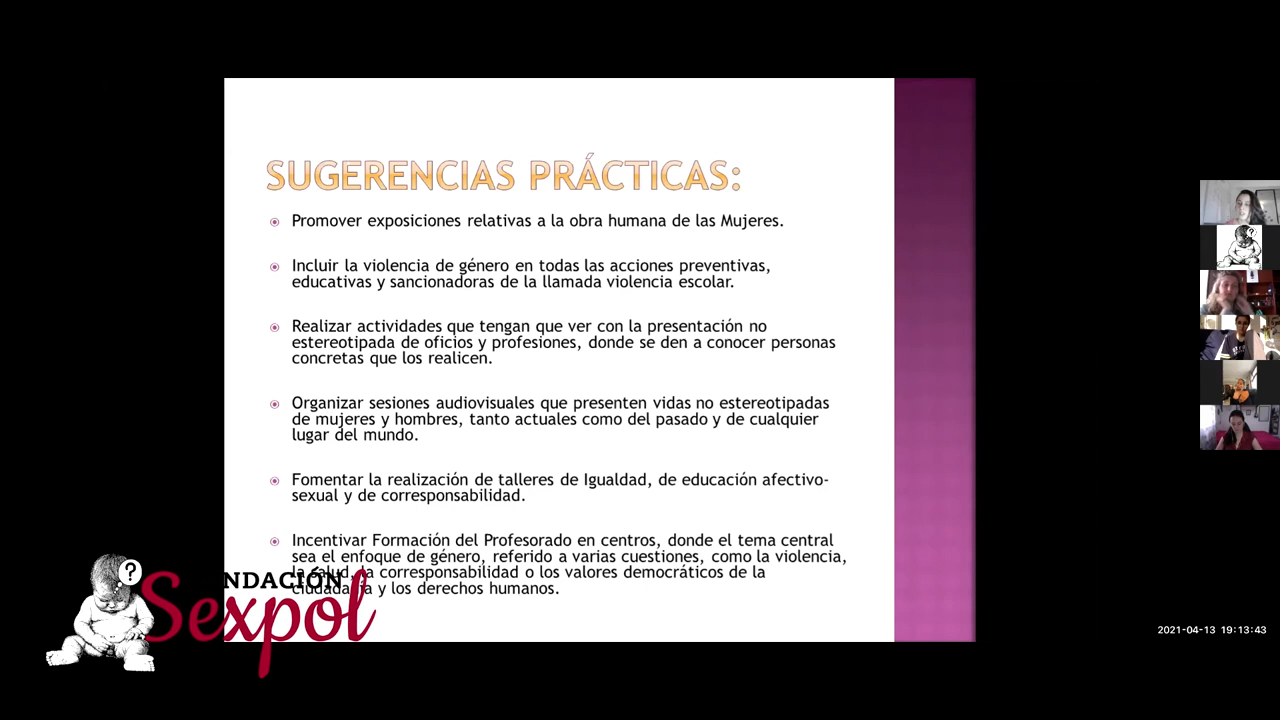 SUGERENCIAS PRÁCTICAS:
Promover exposiciones relativas a la obra humana de las Mujeres.
Incluir la violencia de género en todas las acciones preventivas,
educativas y sancionadoras de la llamada violencia escolar.
Realizar actividades que tengan que ver con la presentación no
estereotipada de oficios y profesiones, donde se den a conocer personas
concretas que los realicen.
Organizar sesiones audiovisuales que presenten vidas no estereotipadas
de mujeres y hombres, tanto actuales como del pasado y de cualquier
lugar del mundo.
Fomentar la realización de talleres de Igualdad, de educación afectivo-
sexual y de corresponsabilidad.
Incentivar Formación del Profesorado en centros, donde el tema central
sea el enfoque de género, referido a varias cuestiones, como la violencia,
la salud, la corresponsabilidad o los valores democráticos de la
ciudadanía y los derechos humanos.
?
NDACIÓN
Sexpol
2021-04-13 19:13:43